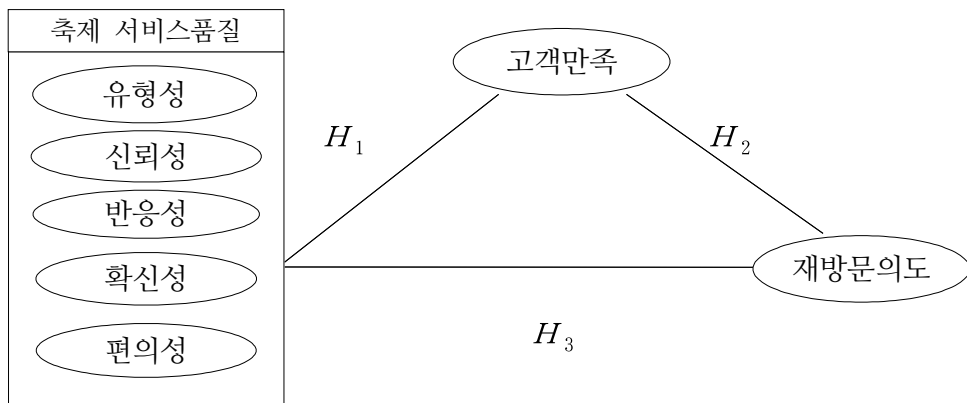 축제 서비스품질
유형성
신뢰성
반응성
확신성
편의성
고객만족
H₁
H₂
재방문의도
H₃